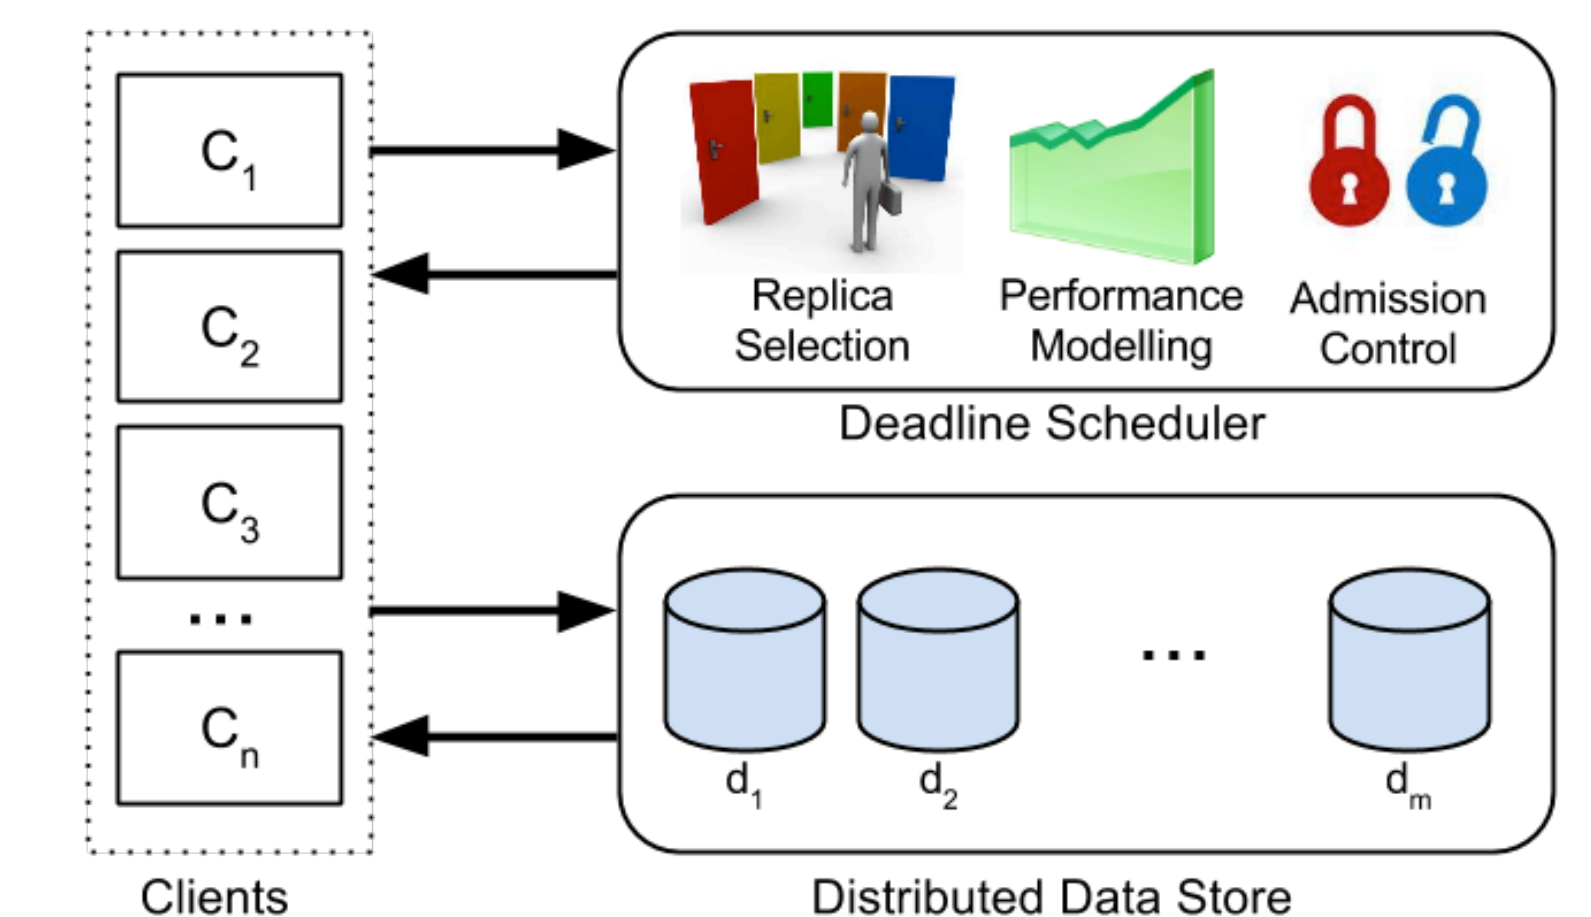 C1
C2
C3
...
Cn
Clients
Replica
Selection
Performance
Modelling
Admission
Control
Deadline Scheduler
...
d1
d2
dm
Distributed Data Store